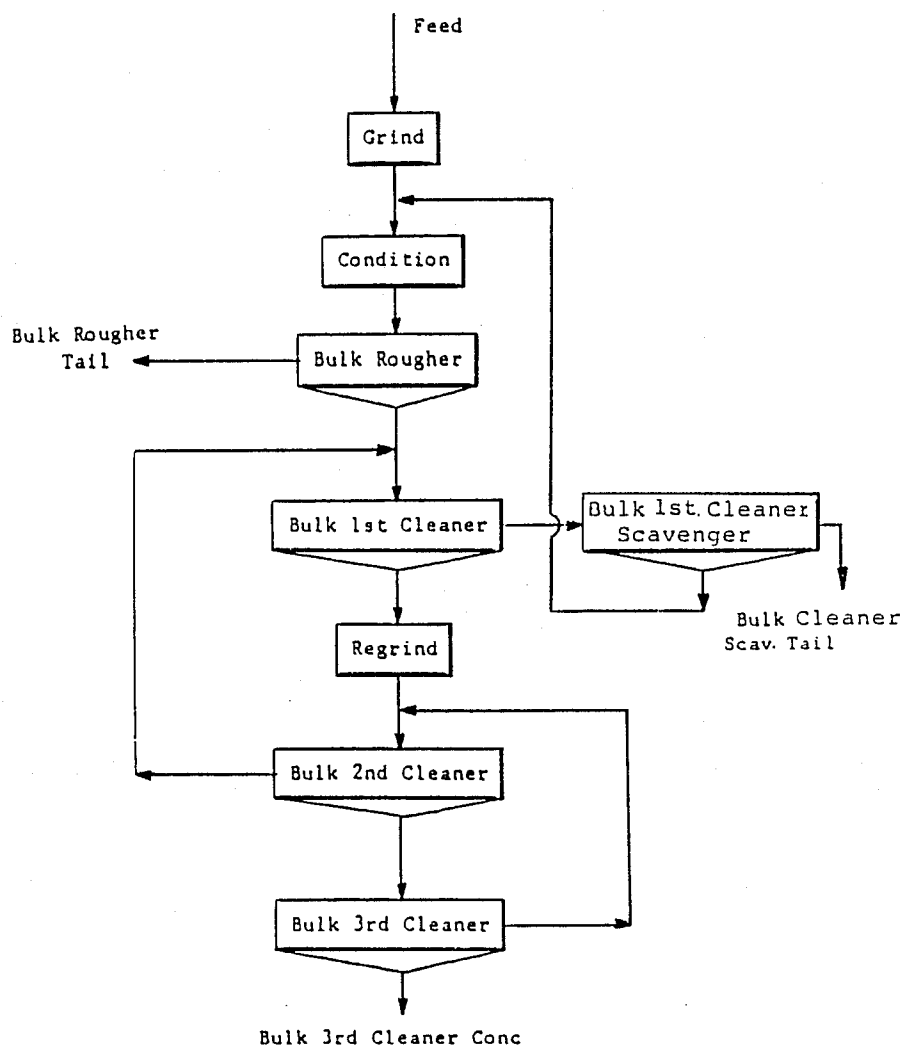 Feed
Grind
Condition
Bulk Rougher
Tail
Bulk Rougher
Bulk 1st Cleaner
Bulk 1st. Cleaner
Scavenger
Bulk Cleaner
Scav. Tail
Regrind
Bulk 2nd Cleaner
Bulk 3rd Cleaner
Bulk 3rd Cleaner Conc